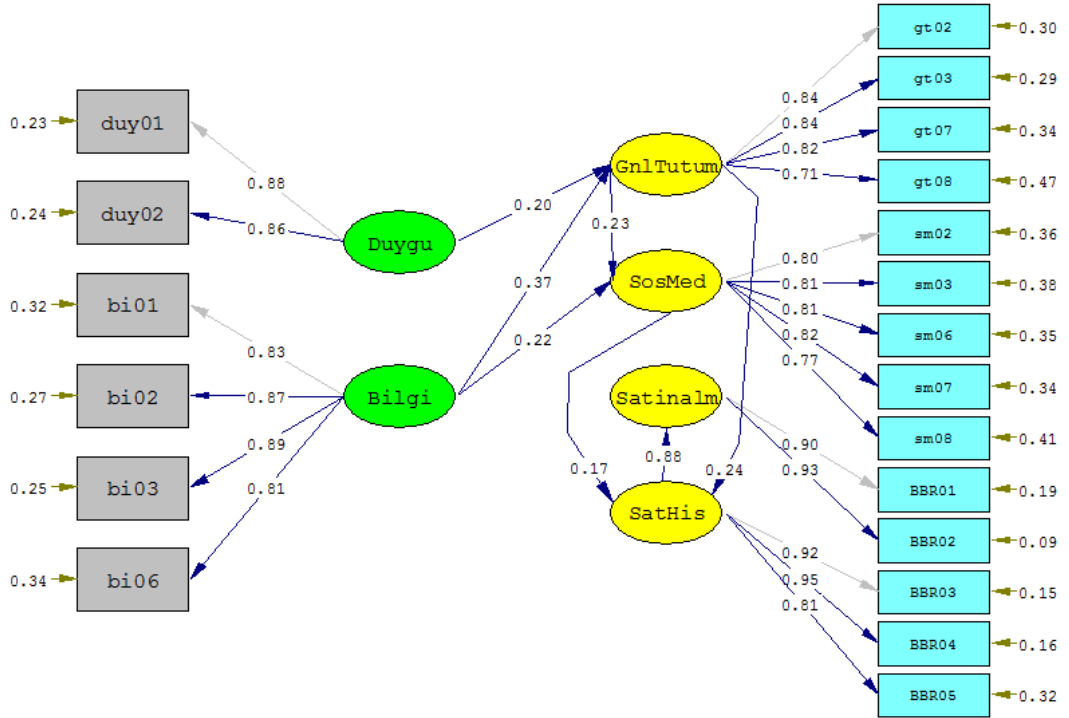 gt02
0.30
gt03
0.29
0.84
0.84
duy01
0.23
gt07
0.34
0.82
GnlTutum
0.71
gt08
0.47
0.88
0.20
duy02
0.24
0.86
Duygu
0.23
sm02
0.36
0.80
0.37
SosMed
0.81
sm03
0.38
bi01
0.32
0.81
sm06
0.35
0.82
0.22
0.83
0.77
sm07
0.34
bi02
0.27
0.87
Bilgi
Satinalm
sm08
0.41
0.89
0.90
0.93
0.81
0.17
0.88
0.24
bi03
0.25
BBR01
0.19
SatHis
BBR02
0.09
0.92
bi06
0.34
0.95
BBR03
0.15
0.81
BBR04
0.16
BBR05
0.32